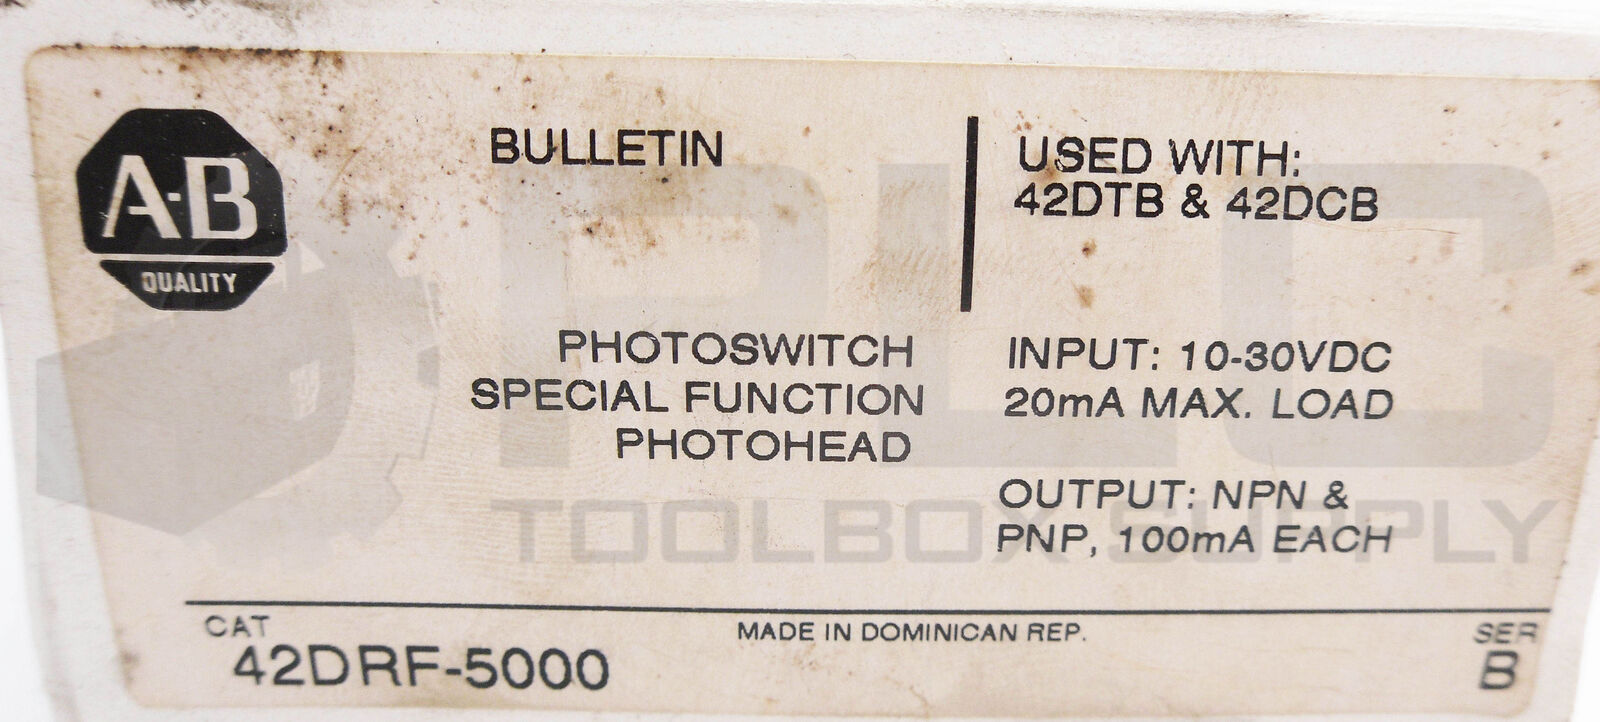 A-B
QUALITY
BULLETIN
USED WITH:
42DTB & 42DCB
PHOTOSWITCH
SPECIAL FUNCTION
PHOTOHEAD
INPUT: 10-30VDC
20mA MAX. LOAD
OUTPUT: NPN &
PNP, 100mA EACH
CAT
42DRF-5000
MADE IN DOMINICAN REP.
SER
B
PLC
TOOLBOX SUPPLY